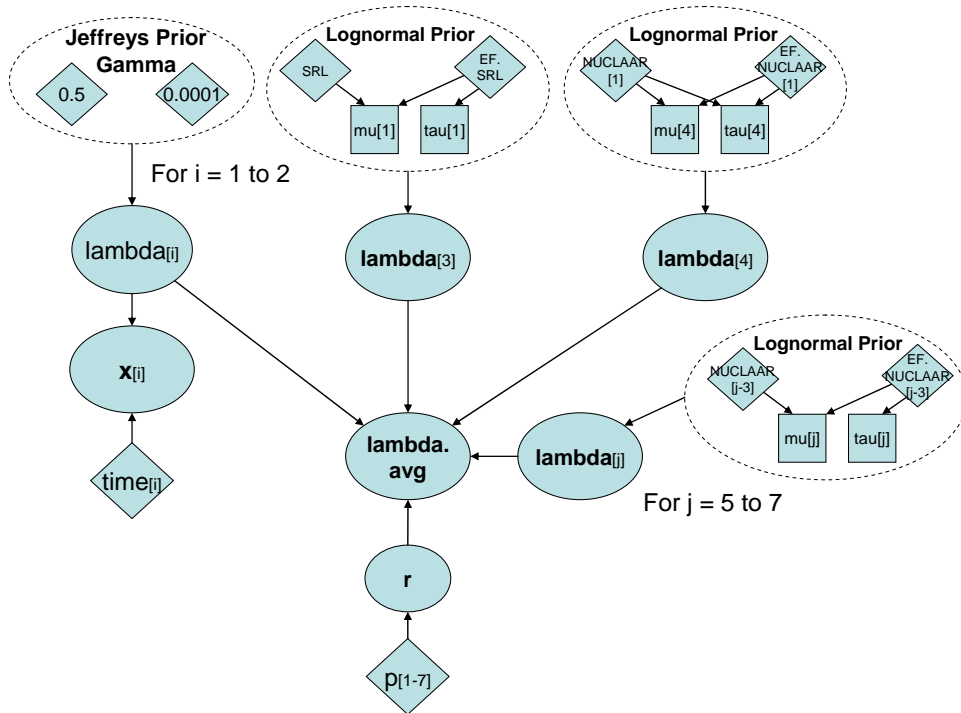 Jeffreys Prior
Gamma
0.5
0.0001
Lognormal Prior
SRL
EF.
SRL
mu[1]
tau[1]
Lognormal Prior
NUCLAAR
[1]
EF.
NUCLAAR
[1]
mu[4]
tau[4]
For i = 1 to 2
lambda[i]
lambda[3]
lambda[4]
x[i]
time[i]
Lognormal Prior
NUCLAAR
[j-3]
EF.
NUCLAAR
[j-3]
mu[j]
tau[j]
lambda.
avg
lambda[j]
For j = 5 to 7
r
p[1-7]